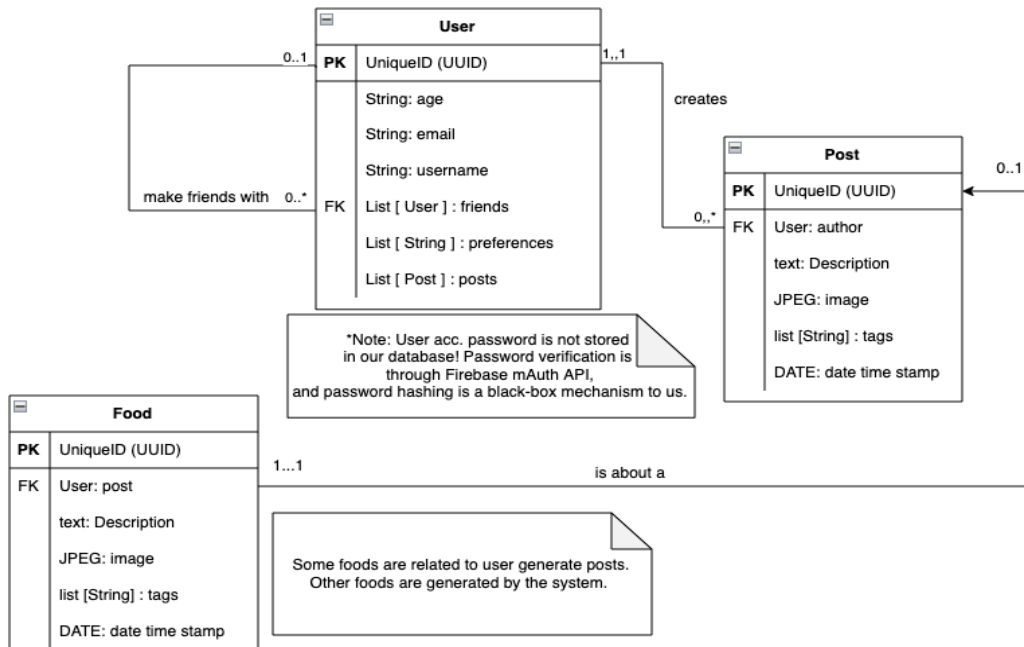 User
0..1
PK
UniqueID (UUID)
1,,1
String: age
creates
String: email
String: username
Post
0..1
make friends with
0..*
FK
List [ User ] : friends
PK
UniqueID (UUID)
0,,*
FK
User: author
List [ String ] : preferences
text: Description
List [ Post ] : posts
JPEG: image
list [String] : tags
DATE: date time stamp
*Note: User acc. password is not stored
in our database! Password verification is
through Firebase mAuth API,
and password hashing is a black-box mechanism to us.
Food
PK
UniqueID (UUID)
1...1
is about a
FK
User: post
text: Description
JPEG: image
list [String] : tags
DATE: date time stamp
Some foods are related to user generate posts.
Other foods are generated by the system.